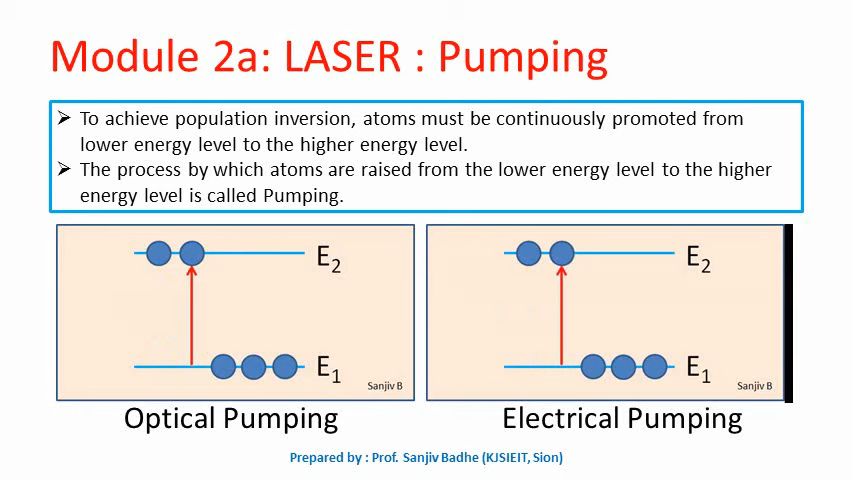 Module 2a: LASER : Pumping
➢ To achieve population inversion, atoms must be continuously promoted from
lower energy level to the higher energy level.
➢ The process by which atoms are raised from the lower energy level to the higher
energy level is called Pumping.
E₂
E₁
Sanjiv B
E₂
E₁
Sanjiv B
Optical Pumping
Electrical Pumping
Prepared by : Prof. Sanjiv Badhe (KJSIEIT, Sion)